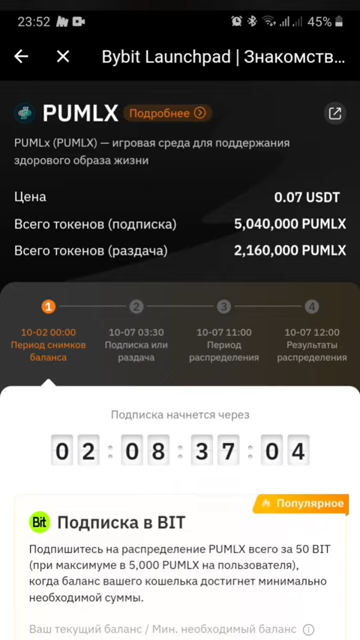 23:52
45%
Bybit Launchpad | Знакомств...
PUMLX Подробнее
PUMLx (PUMLX) — игровая среда для поддержания
здорового образа жизни
Цена 0.07 USDT
Всего токенов (подписка) 5,040,000 PUMLX
Всего токенов (раздача) 2,160,000 PUMLX
1 2 3 4
10-02 00:00 10-07 03:30 10-07 11:00 10-07 12:00
Период снимков Подписка или Период Результаты
баланса раздача распределения распределения
Подписка начнется через
02 : 08 : 37 : 04
Популярное
Bit Подписка в BIT
Подпишитесь на распределение PUMLX всего за 50 BIT
(при максимуме в 5,000 PUMLX на пользователя),
когда баланс вашего кошелька достигнет минимально
необходимой суммы.
Ваш текущий баланс / Мин. необходимый баланс